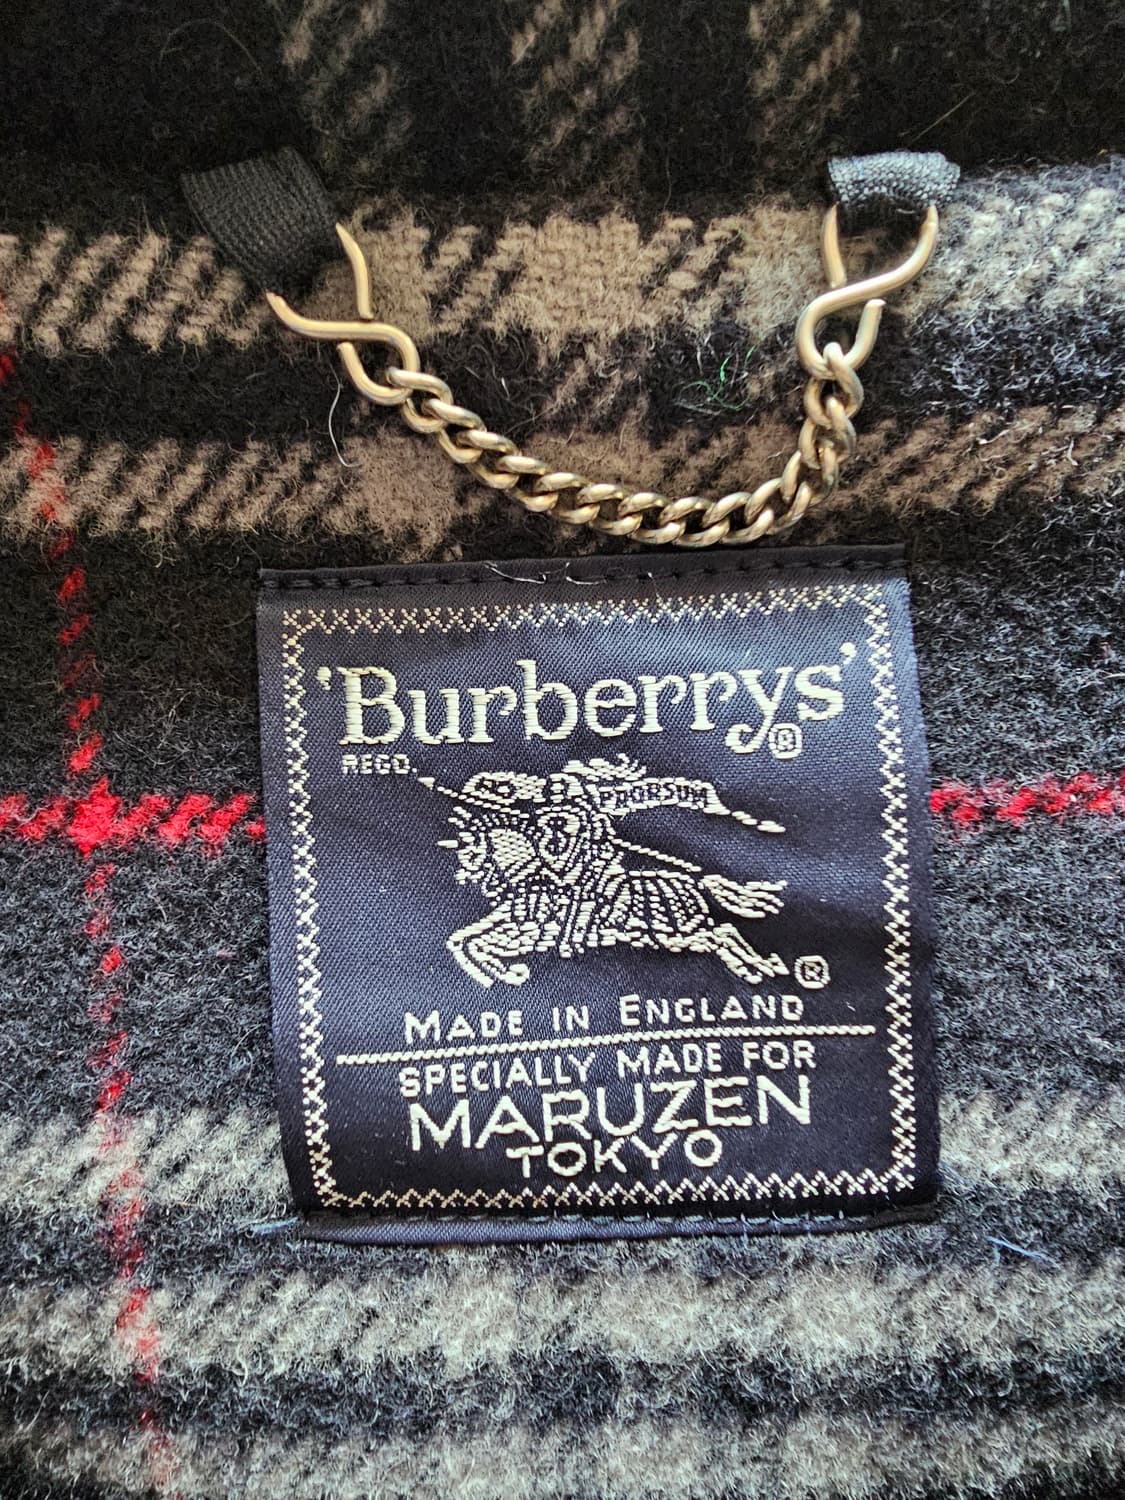 'Burberrys'®
REGD.
PRORSUM
®
MADE IN ENGLAND
SPECIALLY MADE FOR
MARUZEN
TOKYO